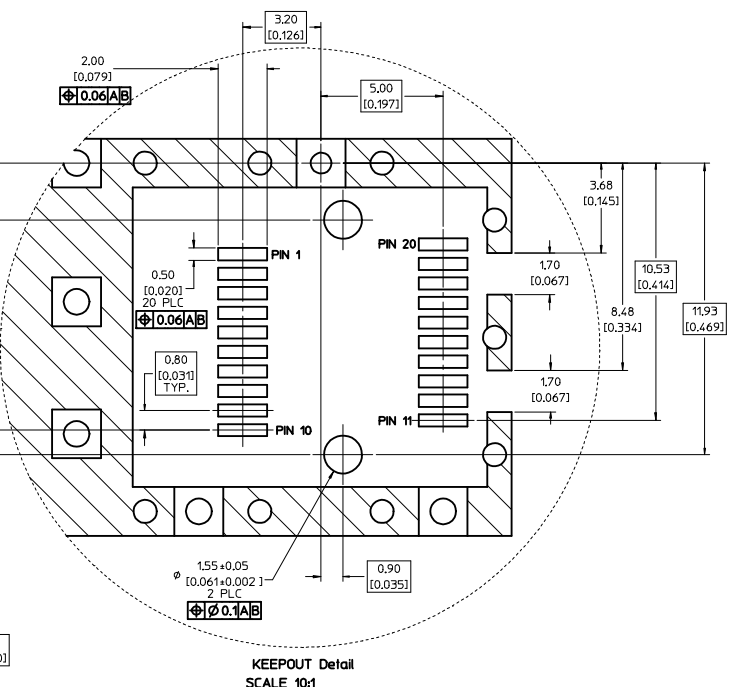 3.20
[0.126]
2.00
[0.079]
⌖ 0.06 A B
5.00
[0.197]
3.68
[0.145]
PIN 1
PIN 20
0.50
[0.020]
20 PLC
⌖ 0.06 A B
1.70
[0.067]
10.53
[0.414]
8.48
[0.334]
11.93
[0.469]
0.80
[0.031]
TYP.
1.70
[0.067]
PIN 10
PIN 11
⌀ 1.55±0.05
[0.061±0.002 ]
2 PLC
⌖ ⌀ 0.1 A B
0.90
[0.035]
KEEPOUT Detail
SCALE 10:1